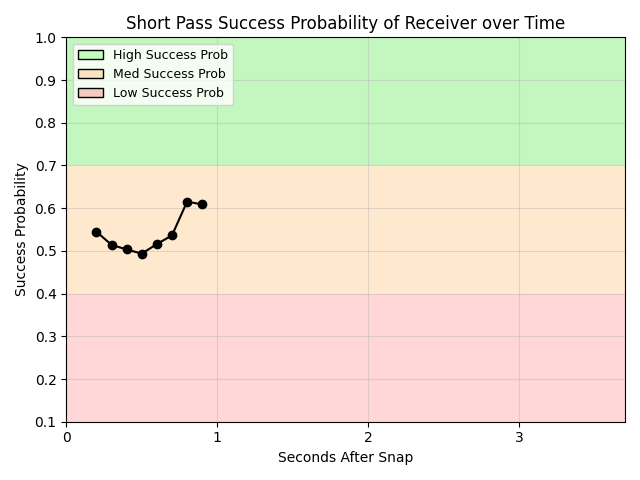 Short Pass Success Probability of Receiver over Time
1.0
0.9
0.8
0.7
0.6
0.5
0.4
0.3
0.2
0.1
High Success Prob
Med Success Prob
Low Success Prob
Success Probability
0 1 2 3
Seconds After Snap